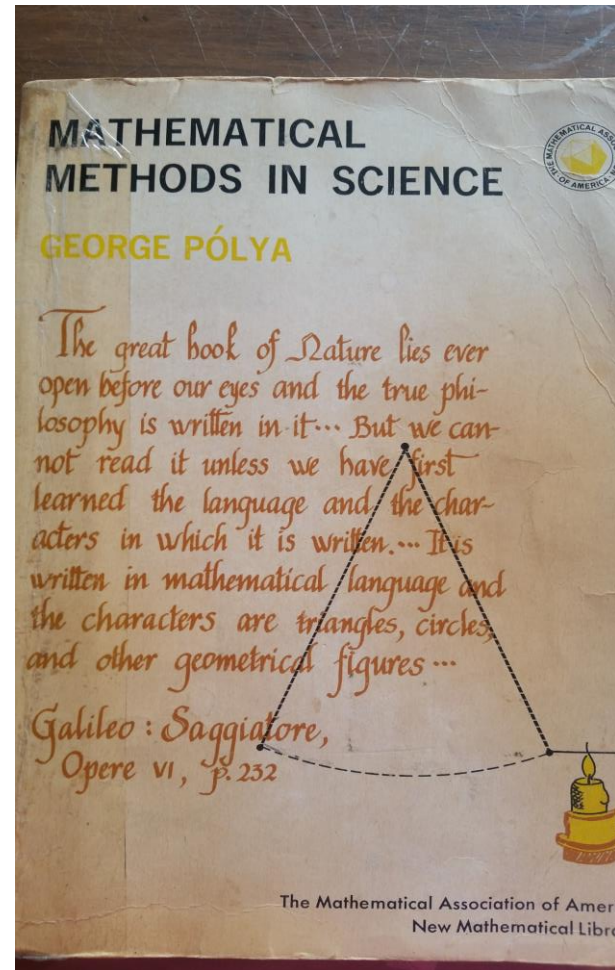 MATHEMATICAL
METHODS IN SCIENCE
THE MATHEMATICAL
OF AMERICA
GEORGE PÓLYA
The great book of Nature lies ever
open before our eyes and the true phi-
losophy is written in it... But we can-
not read it unless we have first
learned the language and the char-
acters in which it is written.... It is
written in mathematical language and
the characters are triangles, circles,
and other geometrical figures...
Galileo: Saggiatore,
Opere VI, p. 232
The Mathematical Association of Amer
New Mathematical Libr